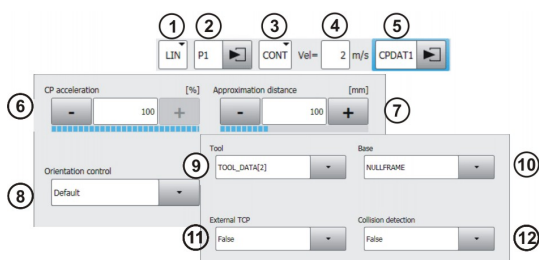 1 2 3 4 5
LIN P1 CONT Vel= 2 m/s CPDAT1
CP acceleration [%] Approximation distance [mm]
6 - 100 + - 100 + 7
Tool Base
9 TOOL_DATA[2] NULLFRAME 10
Orientation control
8 Default
External TCP Collision detection
11 False False 12